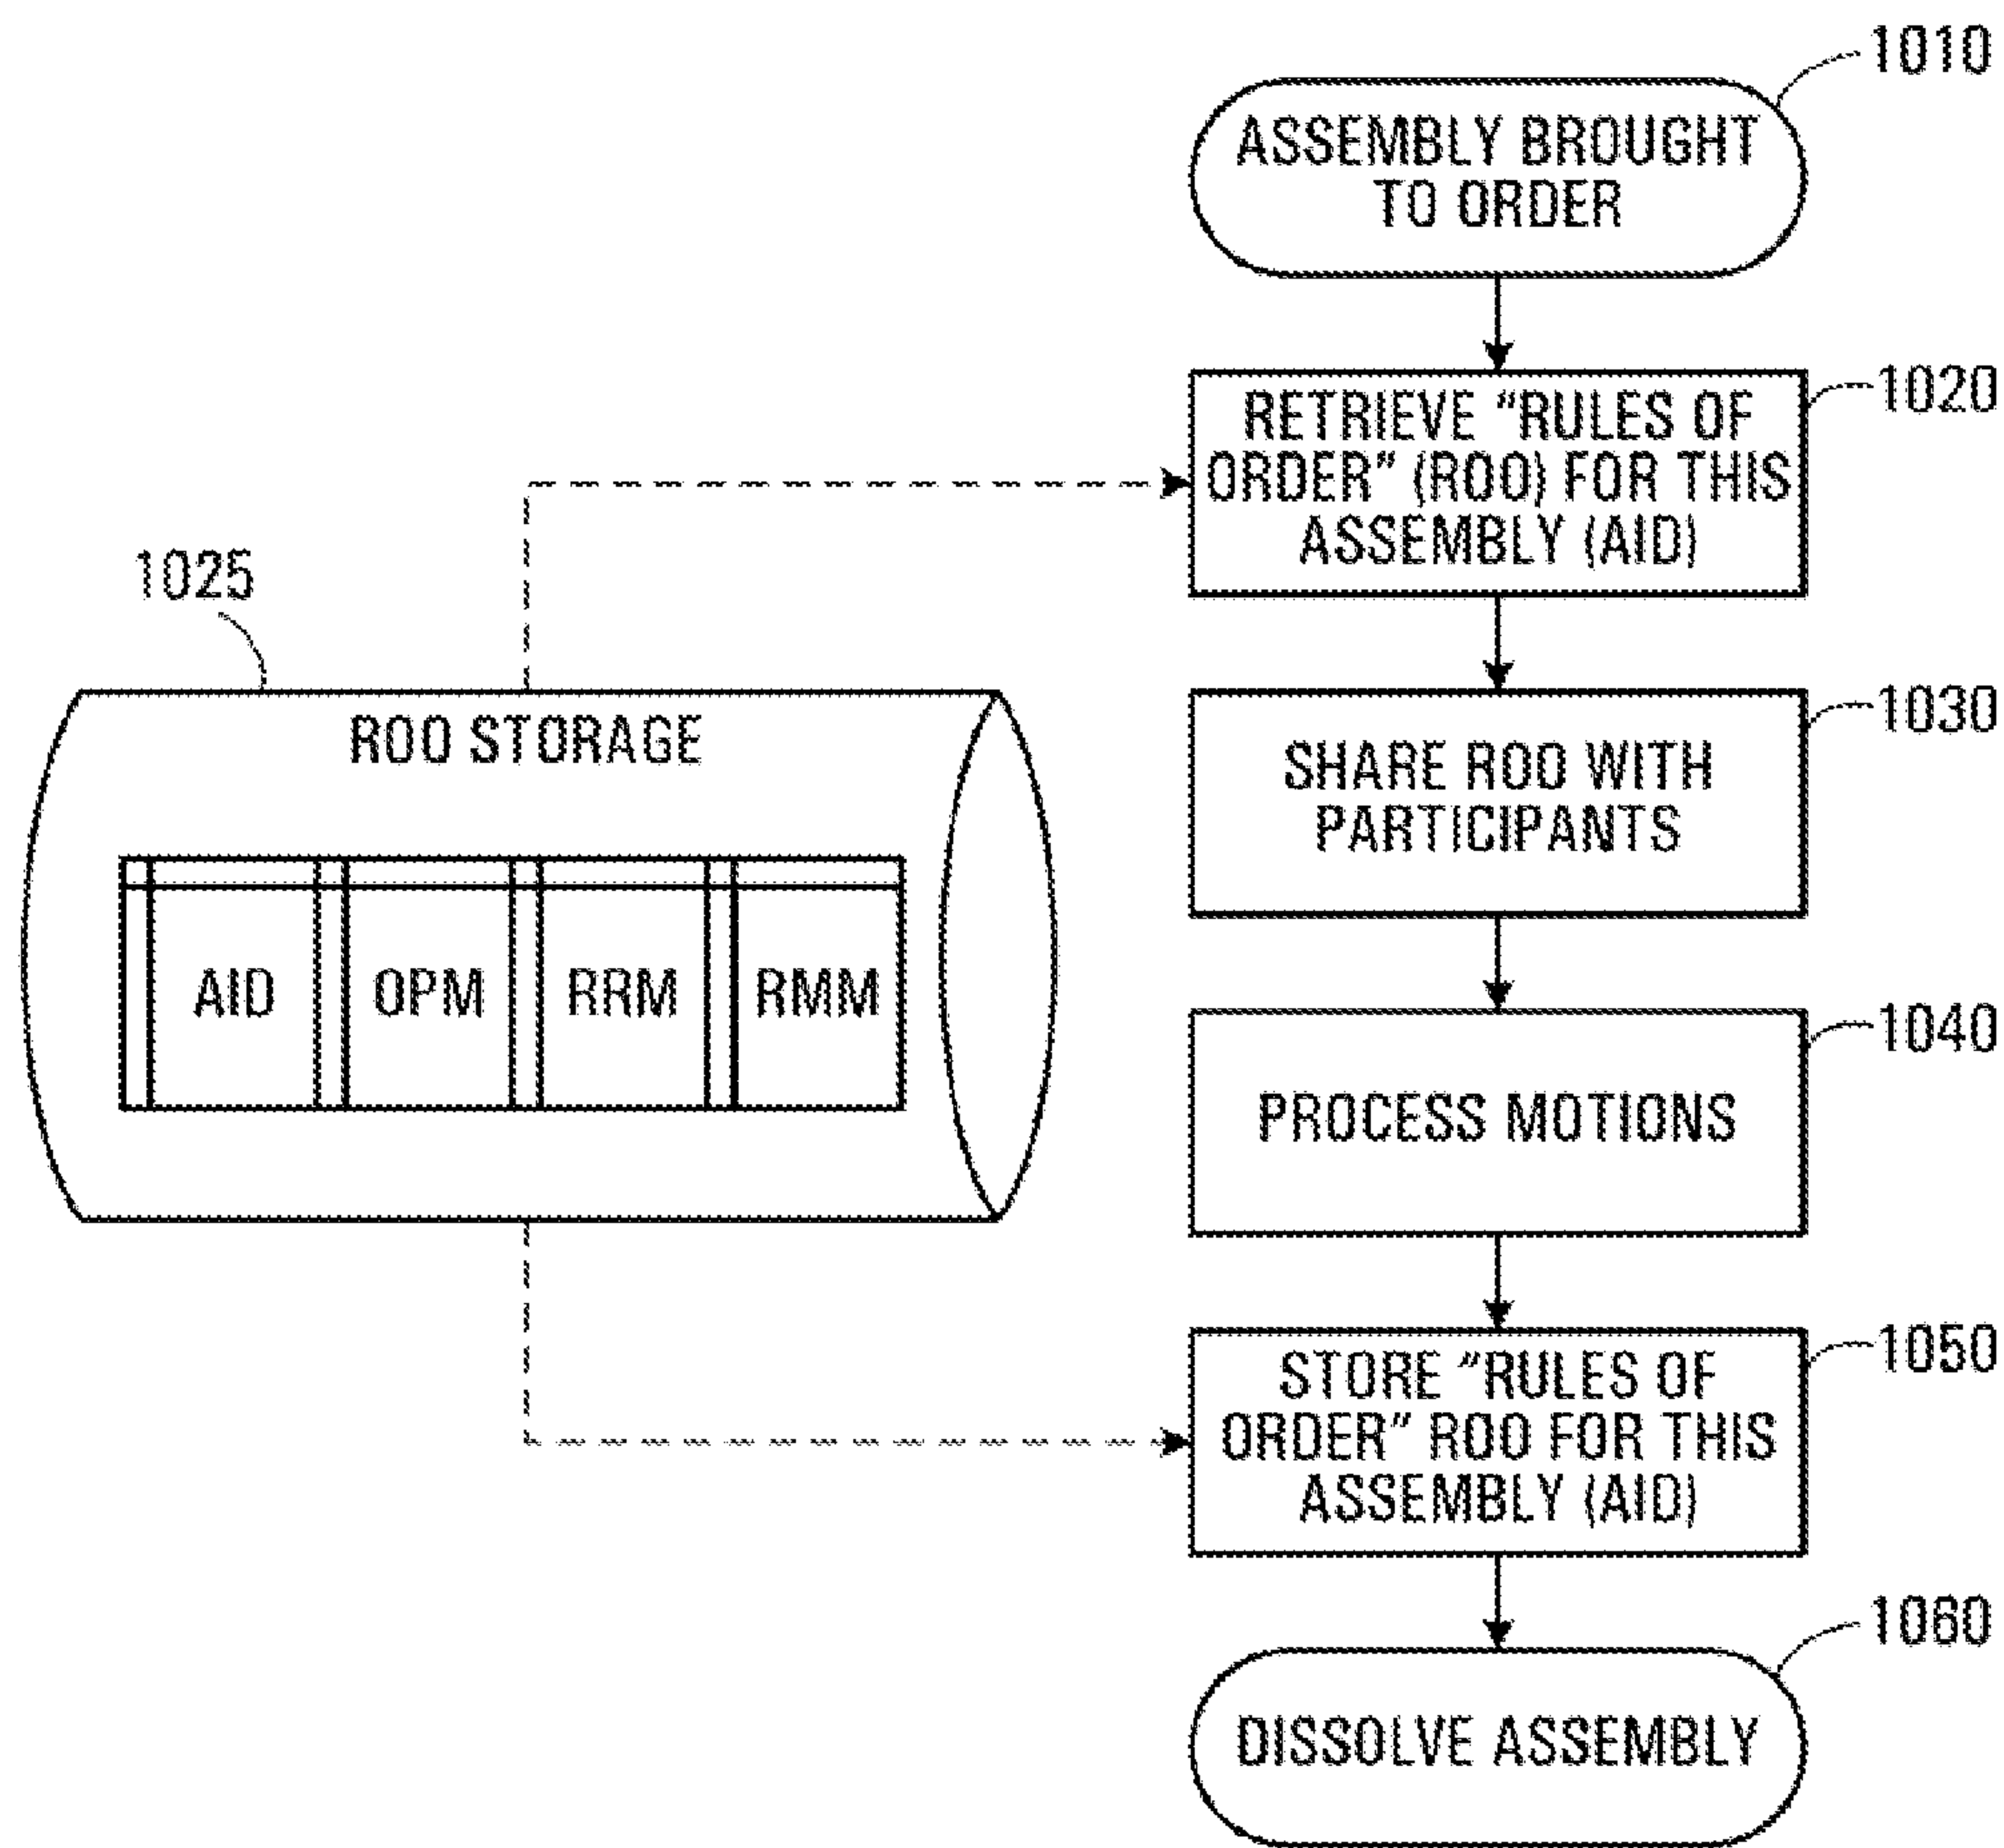 1010
ASSEMBLY BROUGHT
TO ORDER
1020
RETRIEVE "RULES OF
ORDER" (ROO) FOR THIS
ASSEMBLY (AID)
1025
ROO STORAGE
AID OPM RRM RMM
1030
SHARE ROO WITH
PARTICIPANTS
1040
PROCESS MOTIONS
1050
STORE "RULES OF
ORDER" ROO FOR THIS
ASSEMBLY (AID)
1060
DISSOLVE ASSEMBLY